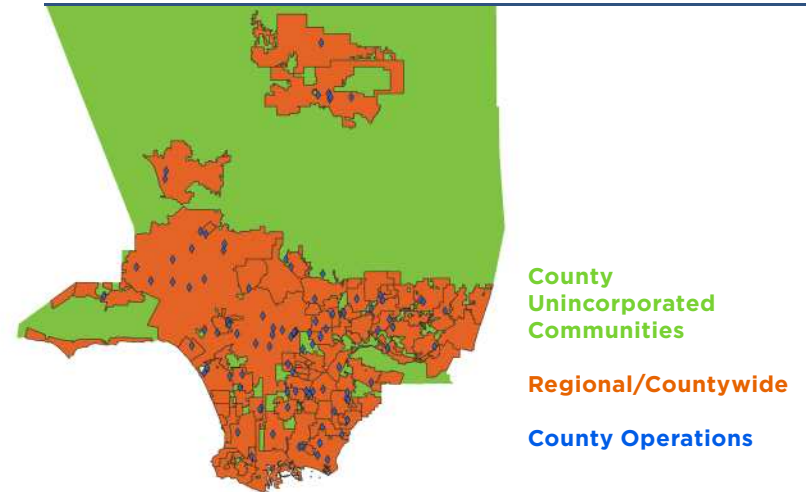 County
Unincorporated
Communities
Regional/Countywide
County Operations